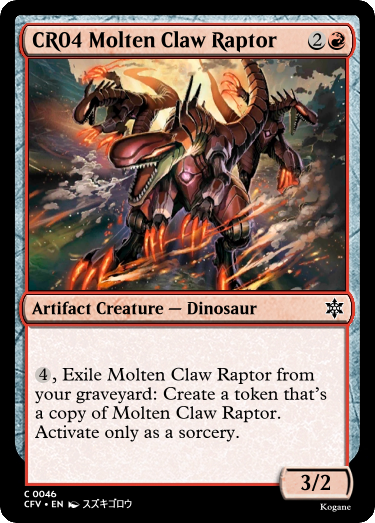 CR04 Molten Claw Raptor 2
Artifact Creature — Dinosaur
4, Exile Molten Claw Raptor from
your graveyard: Create a token that's
a copy of Molten Claw Raptor.
Activate only as a sorcery.
3/2
C 0046
CFV • EN スズキゴロウ
Kogane